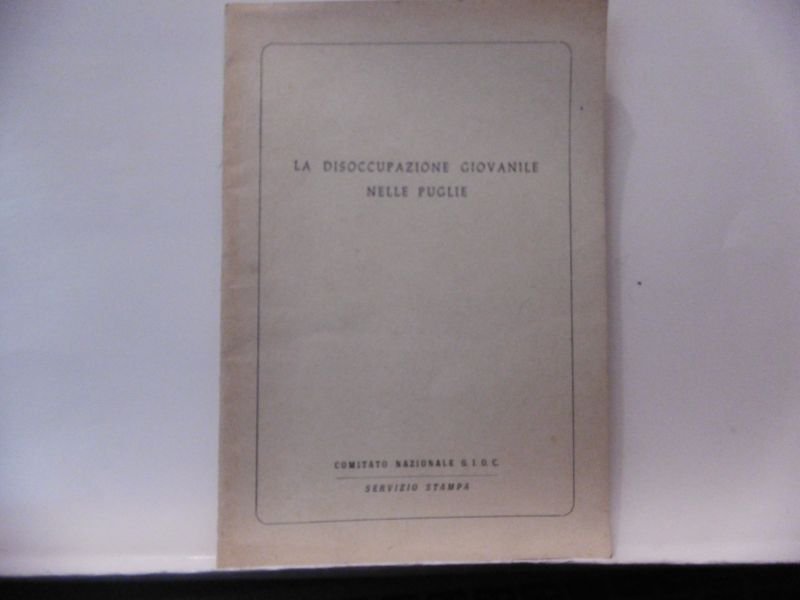 LA DISOCCUPAZIONE GIOVANILE
NELLE PUGLIE
COMITATO NAZIONALE G. I. O. C.
SERVIZIO STAMPA